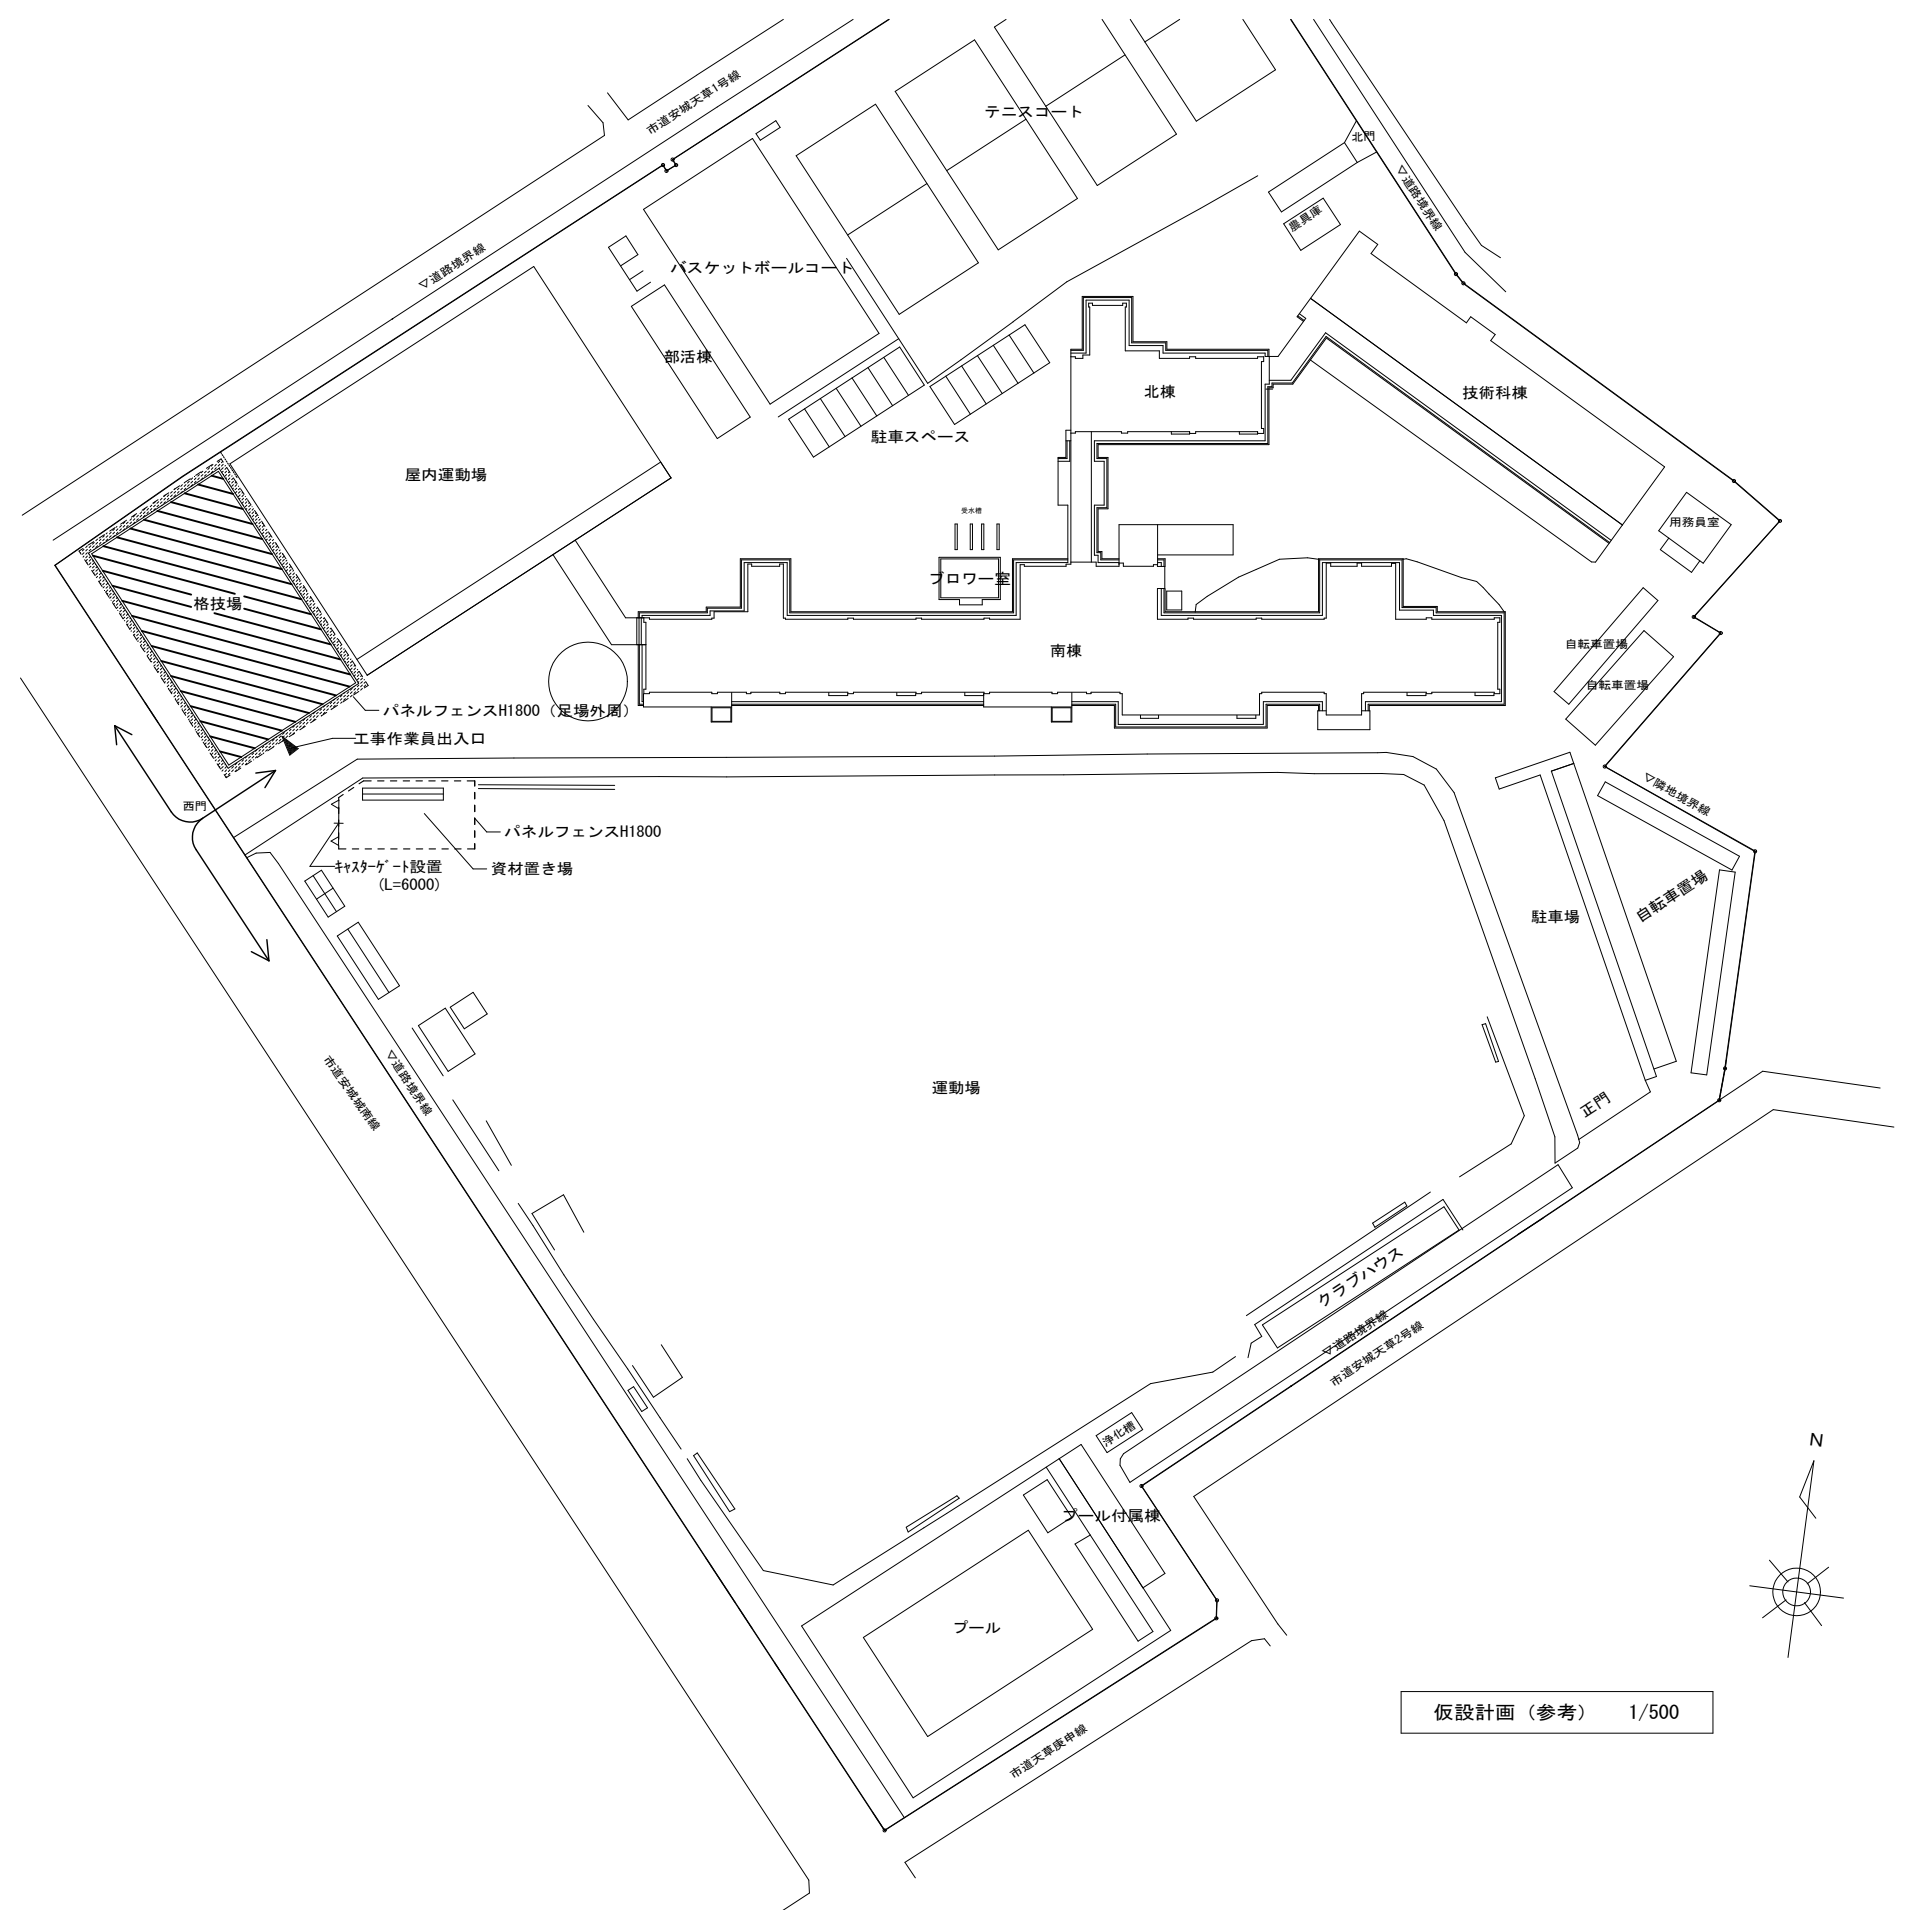 市道安城天草1号線
テニスコート
北門
▽道路境界線
農具庫
▽道路境界線
バスケットボールコート
部活棟
北棟
技術科棟
駐車スペース
屋内運動場
受水槽
用務員室
ブロワー室
格技場
南棟
自転車置場
自転車置場
パネルフェンスH1800（足場外周）
工事作業員出入口
西門
▽隣地境界線
パネルフェンスH1800
ｷｬｽﾀｰｹﾞｰﾄ設置
(L=6000)
資材置き場
自転車置場
駐車場
▽道路境界線
市道安城城南線
運動場
正門
クラブハウス
▽道路境界線
市道安城天草2号線
浄化槽
N
プール付属棟
プール
仮設計画（参考） 1/500
市道天草庚申線